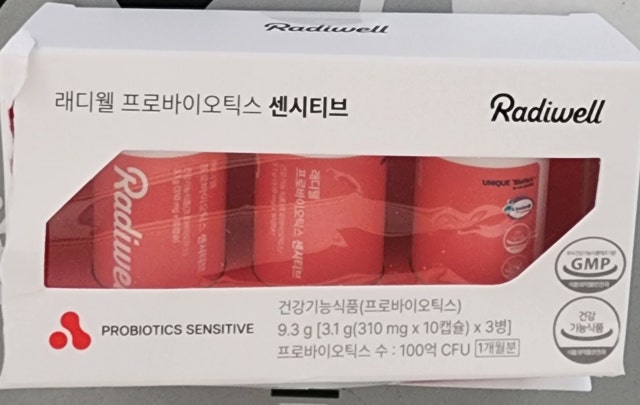 Radiwell
래디웰 프로바이오틱스 센시티브
Radiwell
Radiwe
래디웰
프로바이오틱스 센시티브
UNIQUE
GMP
PROBIOTICS SENSITIVE
건강기능식품(프로바이오틱스)
9.3 g [3.1 g(310 mg x 10캡슐) x 3병]
프로바이오틱스 수 : 100억 CFU 1개월분
건강
기능식품